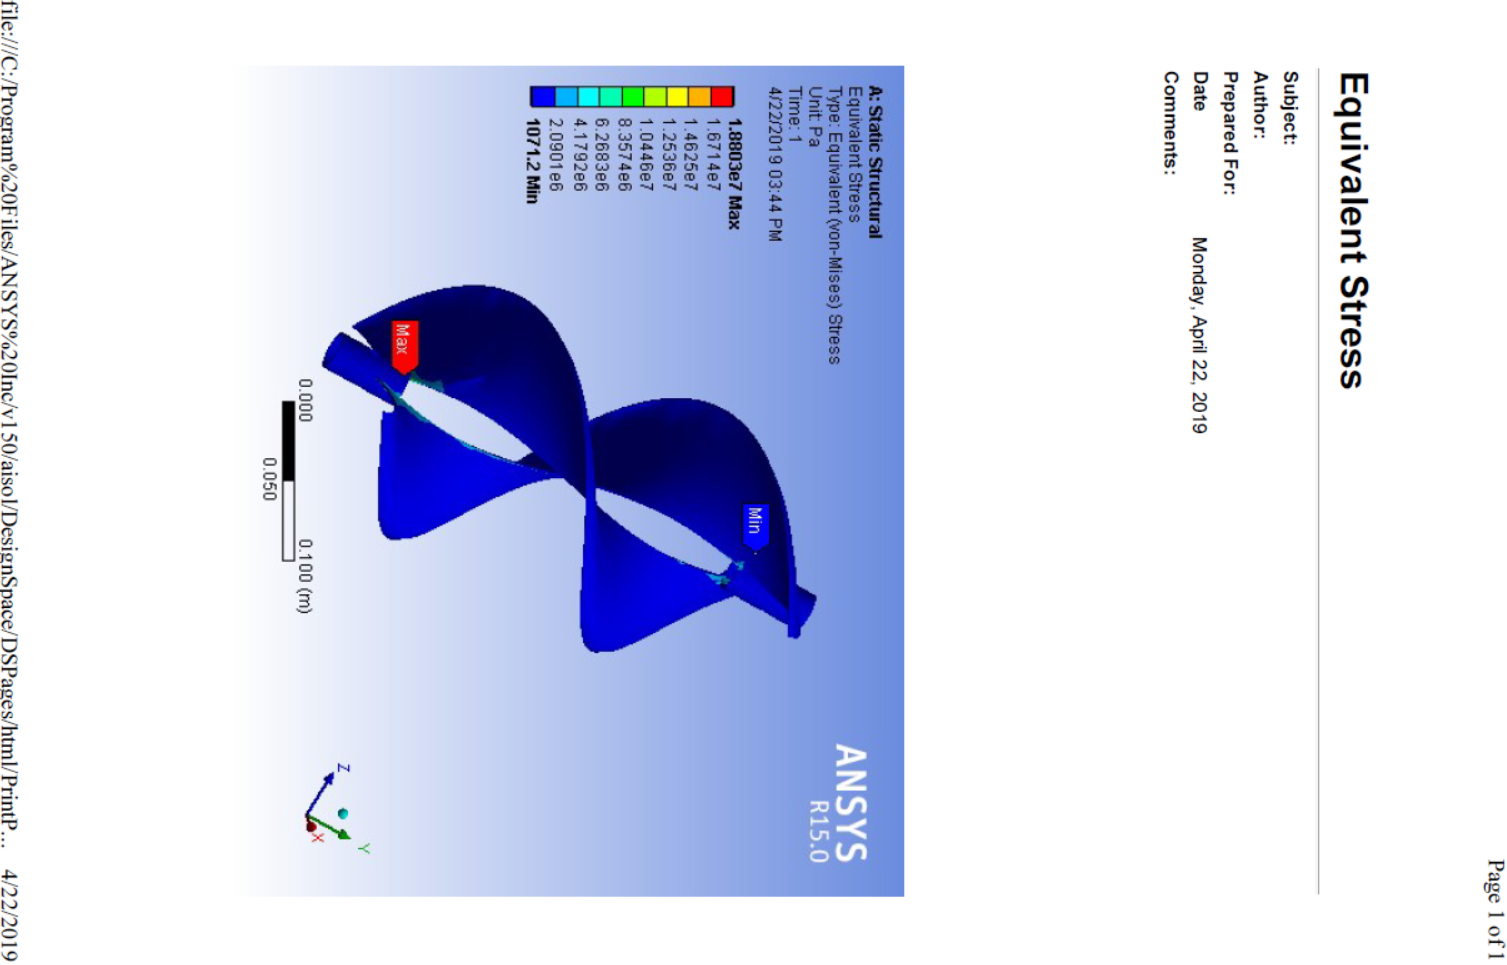 Page 1 of 1
Equivalent Stress
Subject:
Author:
Prepared For:
Date Monday, April 22, 2019
Comments:
A: Static Structural
Equivalent Stress
Type: Equivalent (von-Mises) Stress
Unit: Pa
Time: 1
4/22/2019 03:44 PM
1.8803e7 Max
1.6714e7
1.4625e7
1.2536e7
1.0446e7
8.3574e6
6.2683e6
4.1792e6
2.0901e6
1071.2 Min
ANSYS
R15.0
Max
Min
0.000
0.100 (m)
0.050
Z
Y
X
file:///C:/Program%20Files/ANSYS%20Inc/v150/aisol/DesignSpace/DSPages/html/PrintP... 4/22/2019